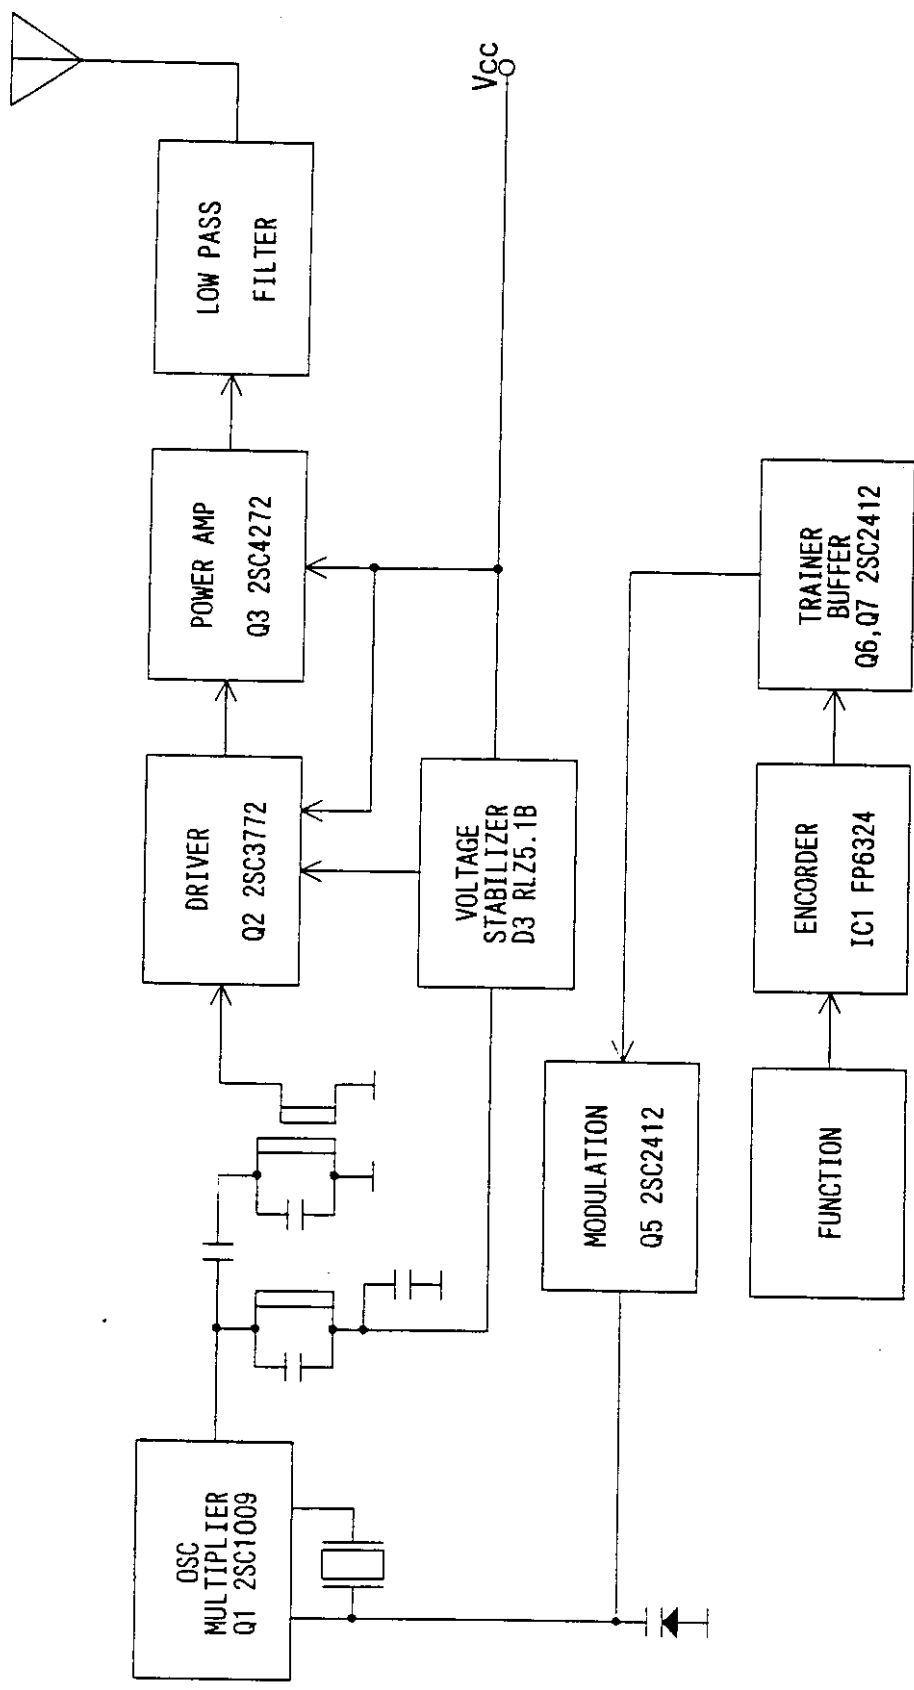 OSC
MULTIPLIER
Q1 2SC1009
DRIVER
Q2 2SC3772
POWER AMP
Q3 2SC4272
LOW PASS
FILTER
VOLTAGE
STABILIZER
D3 RLZ5.1B
Vcc
MODULATION
Q5 2SC2412
FUNCTION
ENCORDER
IC1 FP6324
TRAINER
BUFFER
Q6,Q7 2SC2412